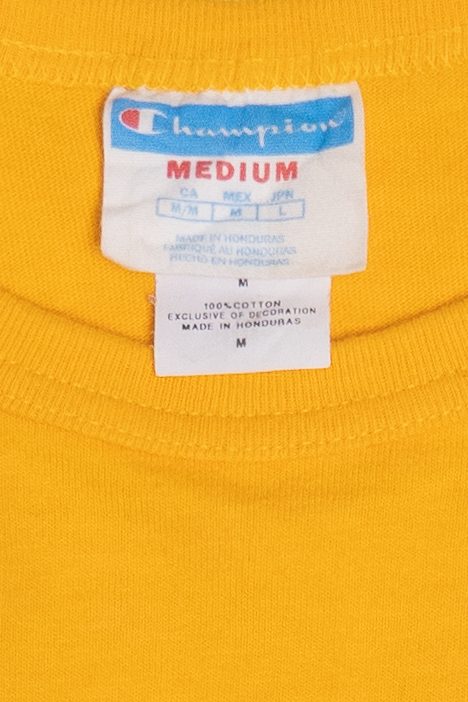 Champion
MEDIUM
CA MEX JPN
M/M M L
MADE IN HONDURAS
FABRIQUÉ AU HONDURAS
HECHO EN HONDURAS
M
100% COTTON
EXCLUSIVE OF DECORATION
MADE IN HONDURAS
M